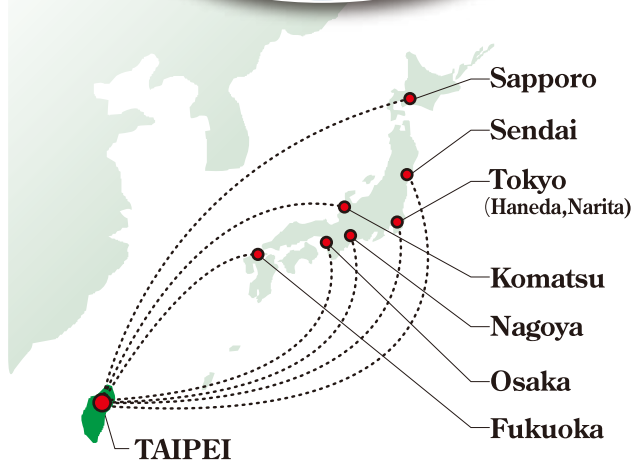 Sapporo
Sendai
Tokyo
(Haneda,Narita)
Komatsu
Nagoya
Osaka
Fukuoka
TAIPEI